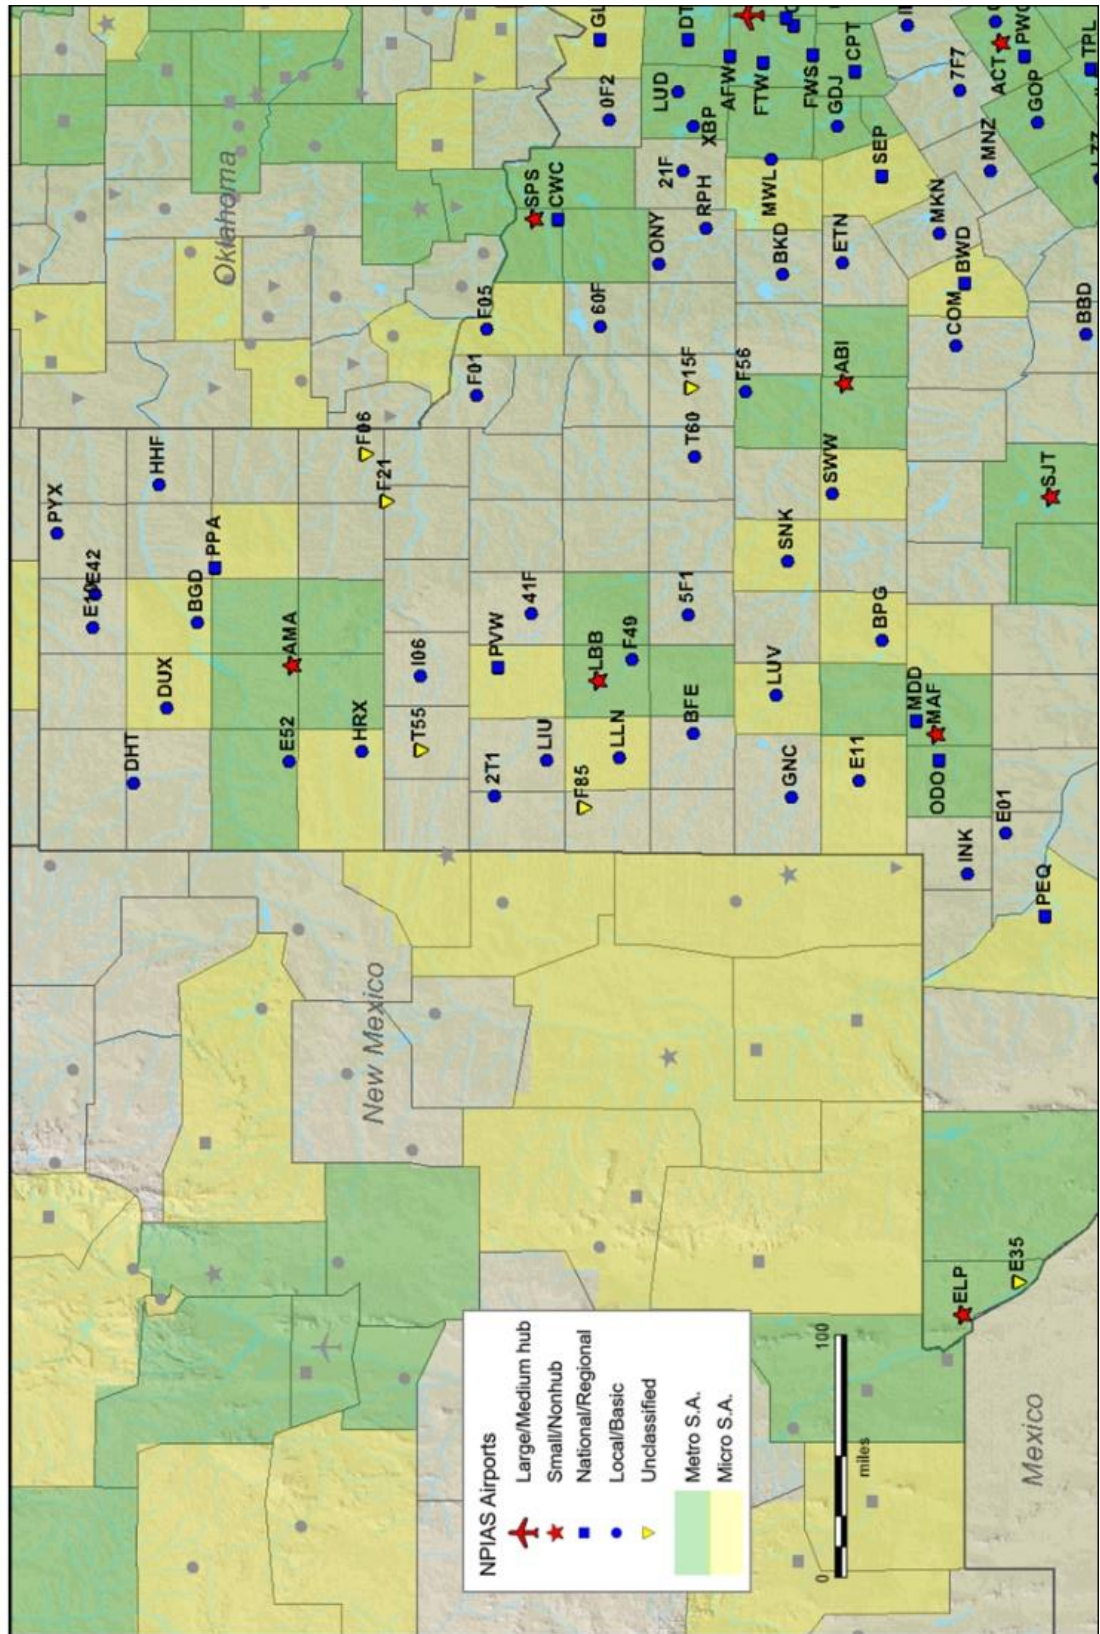 PYX
E19
E42
DHT
HHF
DUX
BGD
PPA
Oklahoma
E52
AMA
HRX
F06
New Mexico
F21
T55
I06
F01
F05
2T1
PVW
LIU
41F
SPS
CWC
F85
LLN
LBB
F49
60F
0F2
GL
BFE
5F1
T60
15F
ONY
21F
RPH
XBP
LUD
DT
GNC
LUV
SNK
F56
BKD
MWL
FTW
AFW
E11
BPG
SWW
ABI
ETN
SEP
GDJ
FWS
CPT
ODO
MDD
MAF
COM
BWD
MKN
MNZ
7F7
INK
E01
PEQ
SJT
BBD
GOP
ACT
PWG
TPL
ELP
E35
Mexico
NPIAS Airports
Large/Medium hub
Small/Nonhub
National/Regional
Local/Basic
Unclassified
Metro S.A.
Micro S.A.
0 100
miles